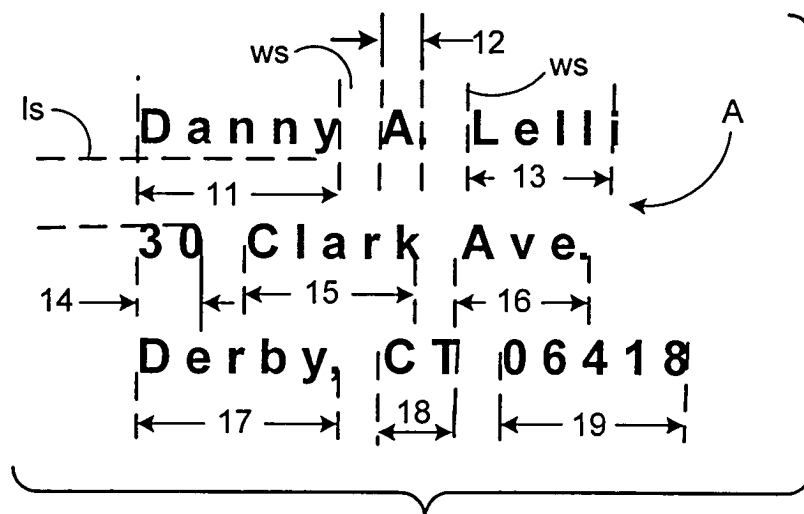 12
ws
ws
ls
A
Danny A. Lelli
11
13
30 Clark Ave.
14
15
16
Derby, CT 06418
17
18
19